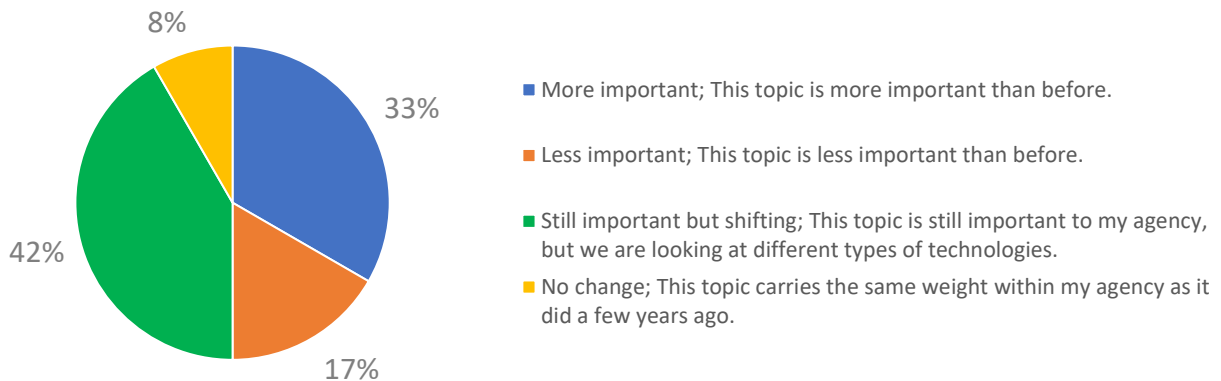 8%
33%
42%
17%
More important; This topic is more important than before.
Less important; This topic is less important than before.
Still important but shifting; This topic is still important to my agency,
but we are looking at different types of technologies.
No change; This topic carries the same weight within my agency as it
did a few years ago.